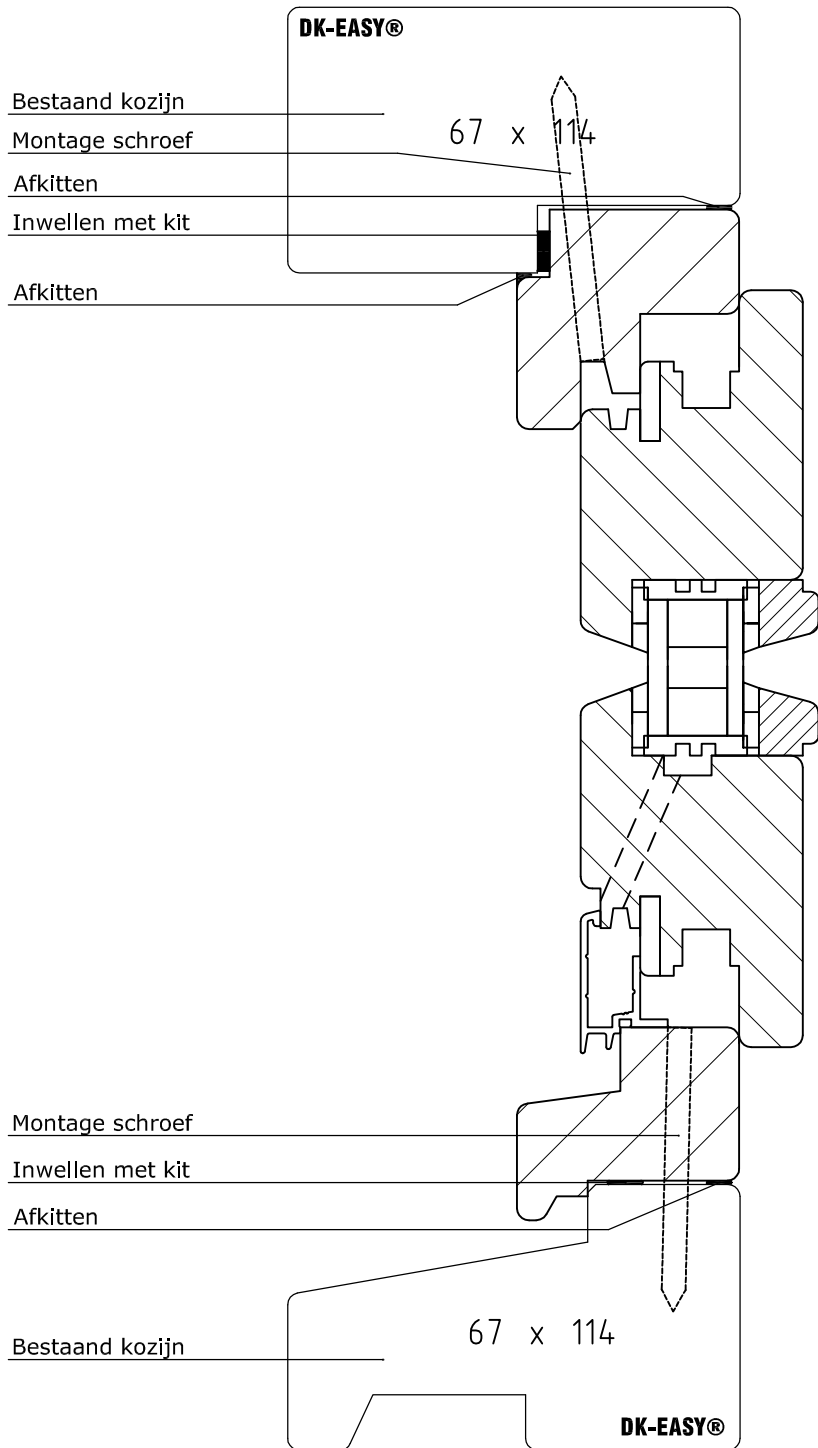 DK-EASY®
Bestaand kozijn
67 x 114
Montage schroef
Afkitten
Inwellen met kit
Afkitten
Montage schroef
Inwellen met kit
Afkitten
67 x 114
Bestaand kozijn
DK-EASY®